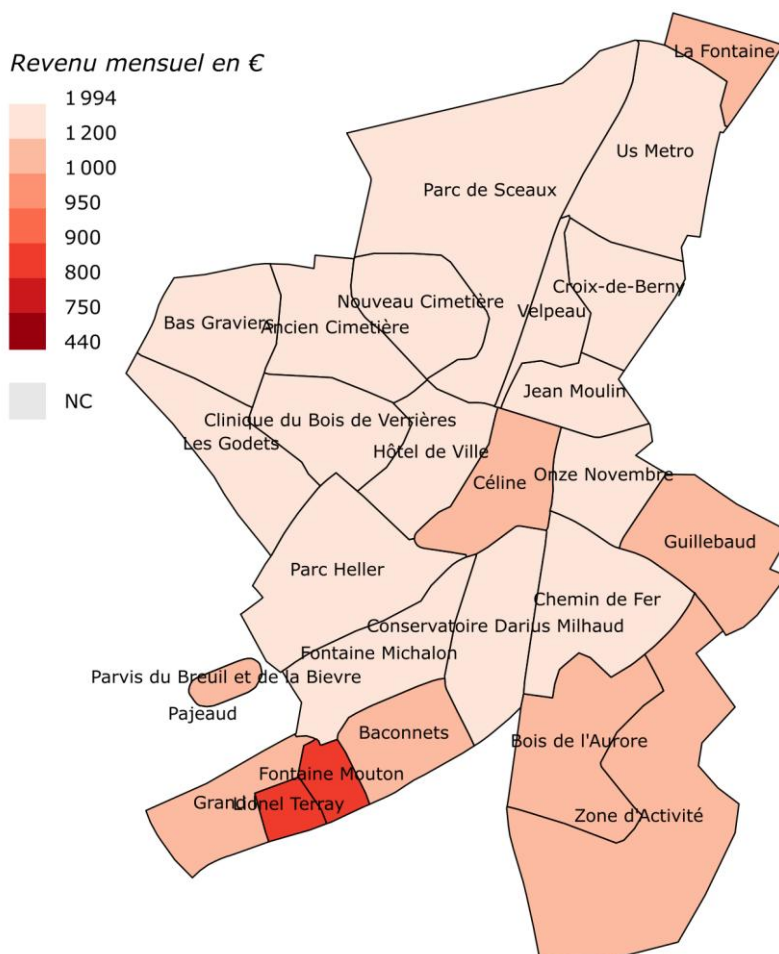 Revenu mensuel en €
1 994
1 200
1 000
950
900
800
750
440
NC
La Fontaine
Us Metro
Parc de Sceaux
Croix-de-Berny
Nouveau Cimetière
Velpeau
Bas Graviers
Ancien Cimetière
Jean Moulin
Clinique du Bois de Verrières
Les Godets
Hôtel de Ville
Céline
Onze Novembre
Guillebaud
Parc Heller
Chemin de Fer
Conservatoire Darius Milhaud
Fontaine Michalon
Parvis du Breuil et de la Bievre
Pajeaud
Baconnets
Bois de l'Aurore
Fontaine Mouton
Grand
Lionel Terray
Zone d'Activité